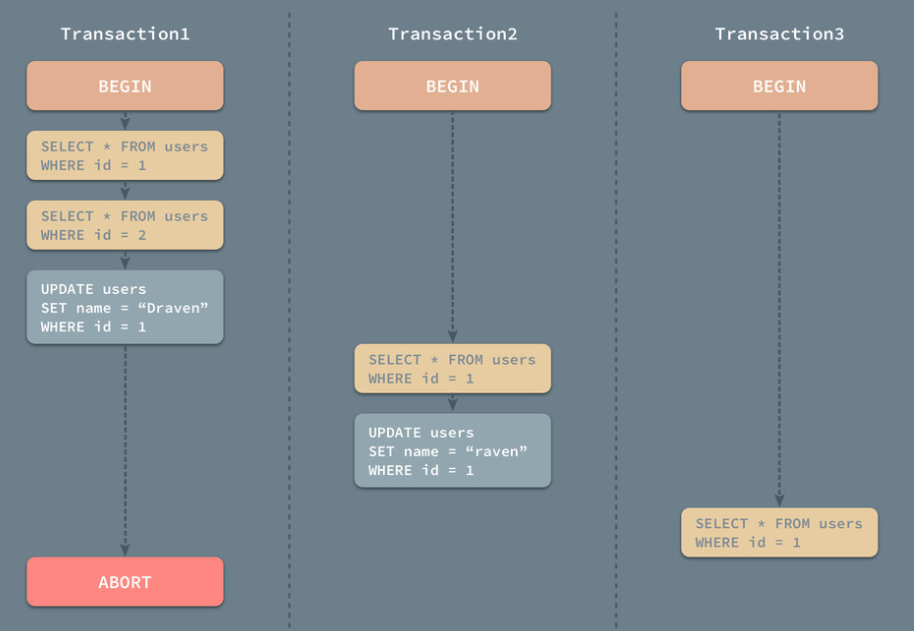 Transaction1
BEGIN
SELECT * FROM users
WHERE id = 1
SELECT * FROM users
WHERE id = 2
UPDATE users
SET name = “Draven”
WHERE id = 1
ABORT
Transaction2
BEGIN
SELECT * FROM users
WHERE id = 1
UPDATE users
SET name = “raven”
WHERE id = 1
Transaction3
BEGIN
SELECT * FROM users
WHERE id = 1